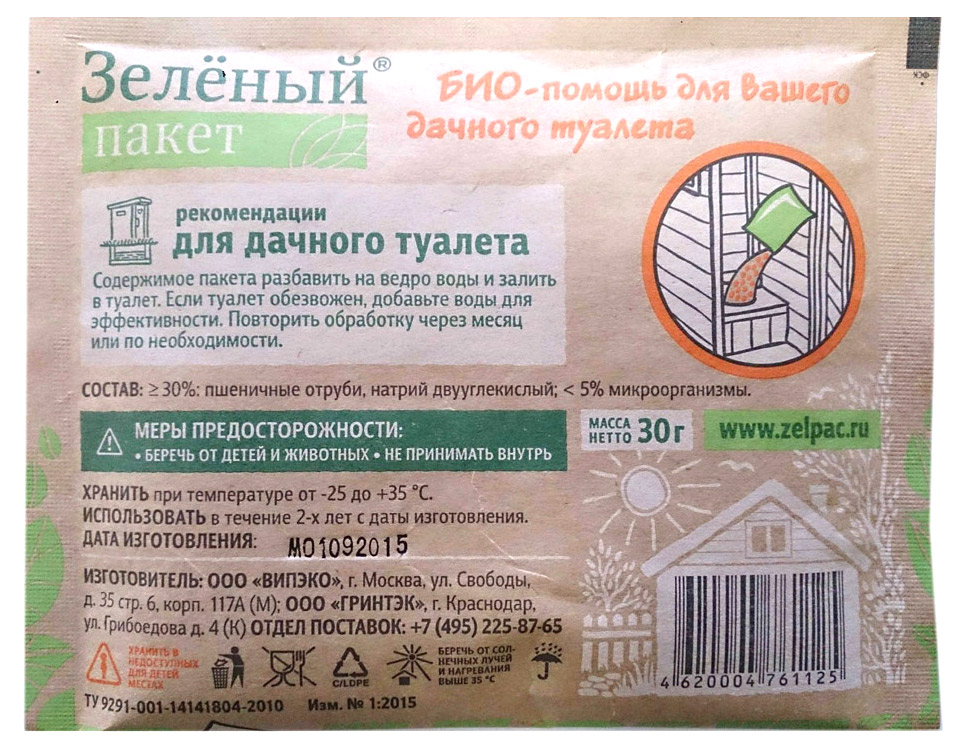 Зелёный®
пакет
БИО-помощь для вашего
дачного туалета
рекомендации
для дачного туалета
Содержимое пакета разбавить на ведро воды и залить
в туалет. Если туалет обезвожен, добавьте воды для
эффективности. Повторить обработку через месяц
или по необходимости.
СОСТАВ: ≥ 30%: пшеничные отруби, натрий двууглекислый; < 5% микроорганизмы.
МЕРЫ ПРЕДОСТОРОЖНОСТИ:
• БЕРЕЧЬ ОТ ДЕТЕЙ И ЖИВОТНЫХ • НЕ ПРИНИМАТЬ ВНУТРЬ
МАССА
НЕТТО 30 г
www.zelpac.ru
ХРАНИТЬ при температуре от -25 до +35 °С.
ИСПОЛЬЗОВАТЬ в течение 2-х лет с даты изготовления.
ДАТА ИЗГОТОВЛЕНИЯ: М01092015
ИЗГОТОВИТЕЛЬ: ООО «ВИПЭКО», г. Москва, ул. Свободы,
д. 35 стр. 6, корп. 117А (М); ООО «ГРИНТЭК», г. Краснодар,
ул. Грибоедова д. 4 (К) ОТДЕЛ ПОСТАВОК: +7 (495) 225-87-65
ХРАНИТЬ В
НЕДОСТУПНЫХ
ДЛЯ ДЕТЕЙ
МЕСТАХ
C/LDPE
БЕРЕЧЬ ОТ СОЛ-
НЕЧНЫХ ЛУЧЕЙ
И НАГРЕВАНИЯ
ВЫШЕ 35 °С
4 620004 761125
ТУ 9291-001-14141804-2010 Изм. № 1:2015